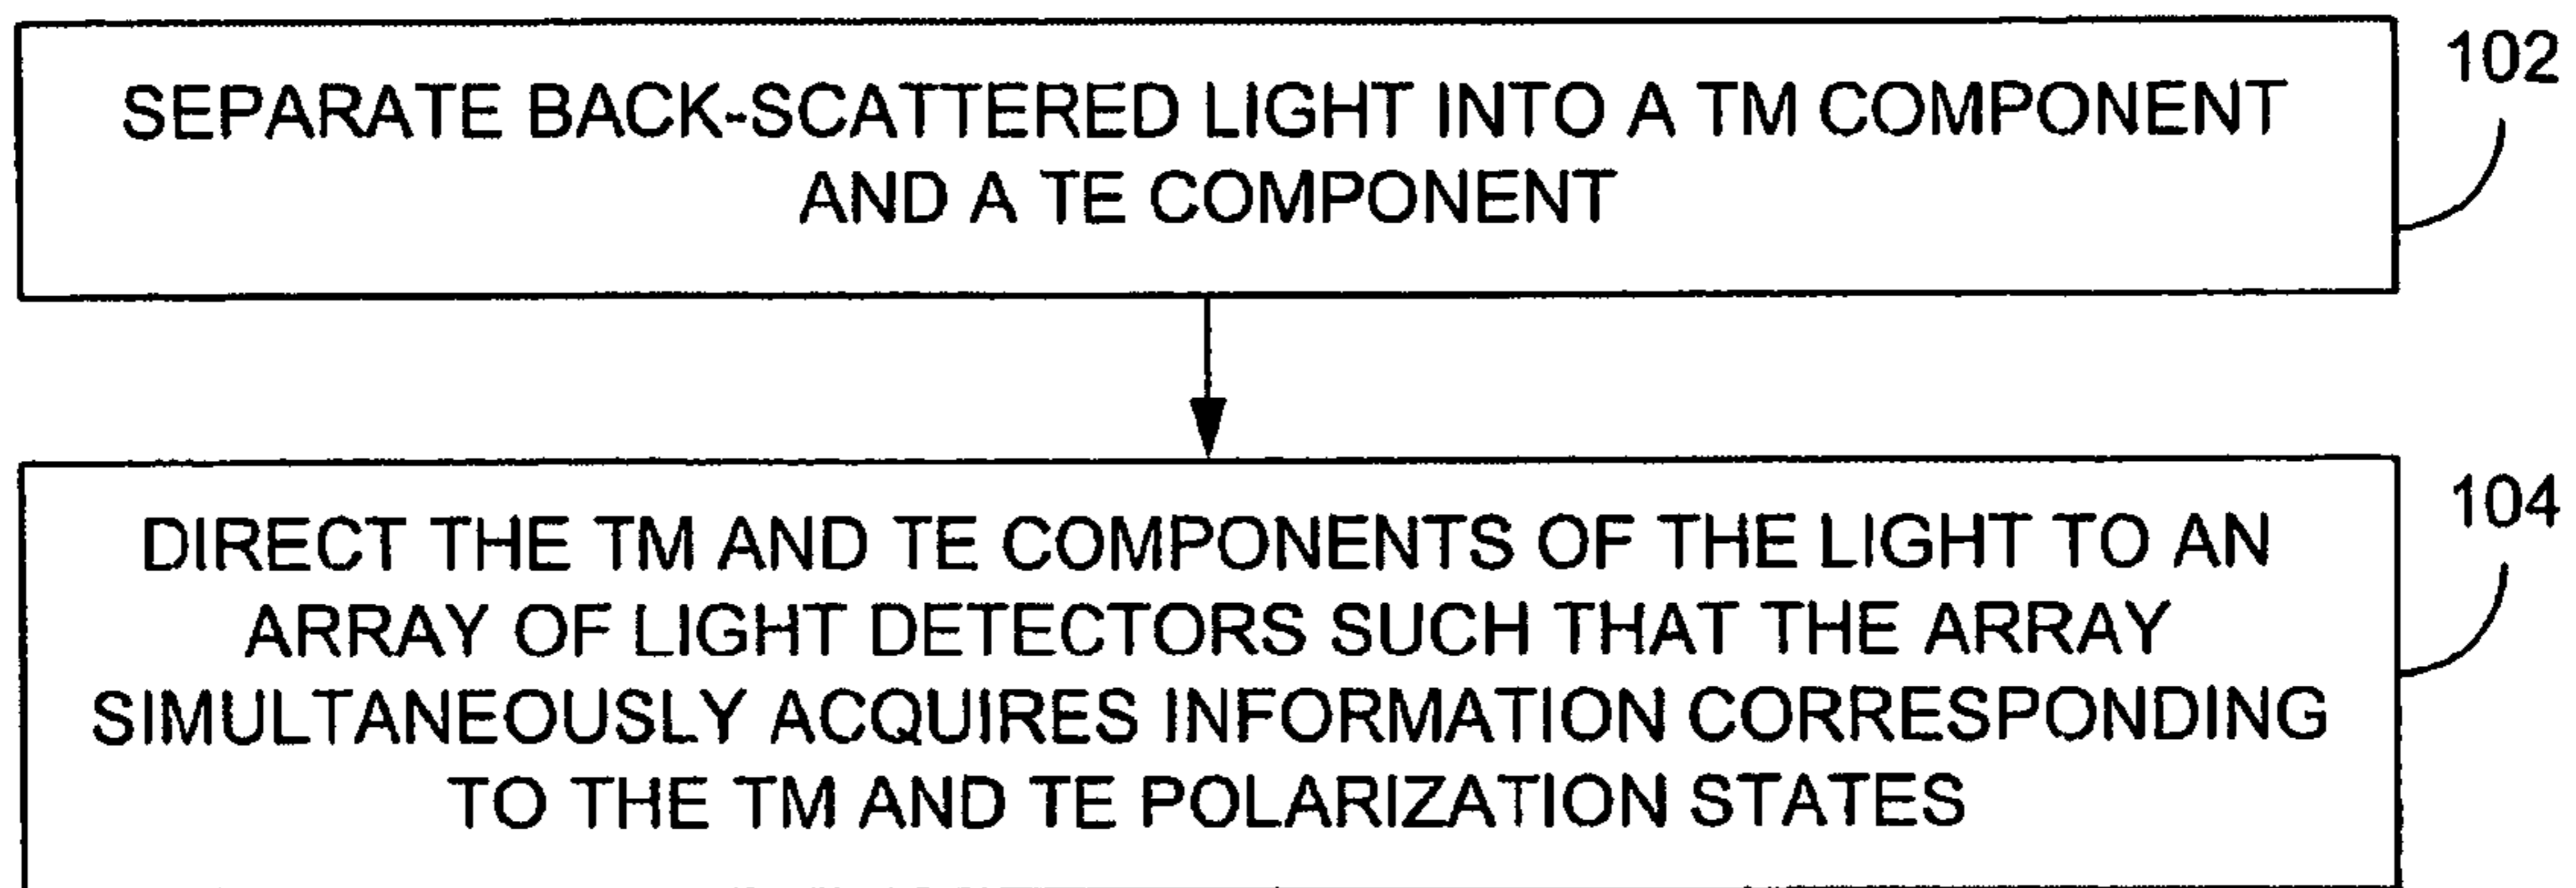 SEPARATE BACK-SCATTERED LIGHT INTO A TM COMPONENT
AND A TE COMPONENT
102
DIRECT THE TM AND TE COMPONENTS OF THE LIGHT TO AN
ARRAY OF LIGHT DETECTORS SUCH THAT THE ARRAY
SIMULTANEOUSLY ACQUIRES INFORMATION CORRESPONDING
TO THE TM AND TE POLARIZATION STATES
104